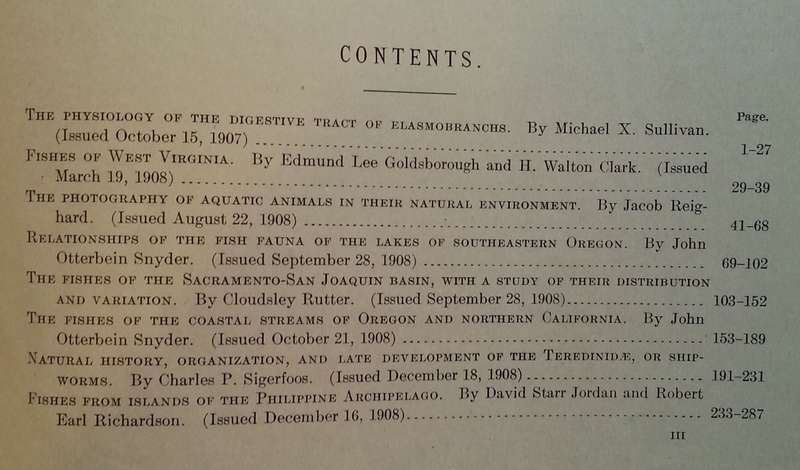 CONTENTS.
Page.
THE PHYSIOLOGY OF THE DIGESTIVE TRACT OF ELASMOBRANCHS. By Michael X. Sullivan.
(Issued October 15, 1907) 1–27
FISHES OF WEST VIRGINIA. By Edmund Lee Goldsborough and H. Walton Clark. (Issued
March 19, 1908) 29–39
THE PHOTOGRAPHY OF AQUATIC ANIMALS IN THEIR NATURAL ENVIRONMENT. By Jacob Reig-
hard. (Issued August 22, 1908) 41–68
RELATIONSHIPS OF THE FISH FAUNA OF THE LAKES OF SOUTHEASTERN OREGON. By John
Otterbein Snyder. (Issued September 28, 1908) 69–102
THE FISHES OF THE SACRAMENTO-SAN JOAQUIN BASIN, WITH A STUDY OF THEIR DISTRIBUTION
AND VARIATION. By Cloudsley Rutter. (Issued September 28, 1908) 103–152
THE FISHES OF THE COASTAL STREAMS OF OREGON AND NORTHERN CALIFORNIA. By John
Otterbein Snyder. (Issued October 21, 1908) 153–189
NATURAL HISTORY, ORGANIZATION, AND LATE DEVELOPMENT OF THE TEREDINIDÆ, OR SHIP-
WORMS. By Charles P. Sigerfoos. (Issued December 18, 1908) 191–231
FISHES FROM ISLANDS OF THE PHILIPPINE ARCHIPELAGO. By David Starr Jordan and Robert
Earl Richardson. (Issued December 16, 1908) 233–287
III